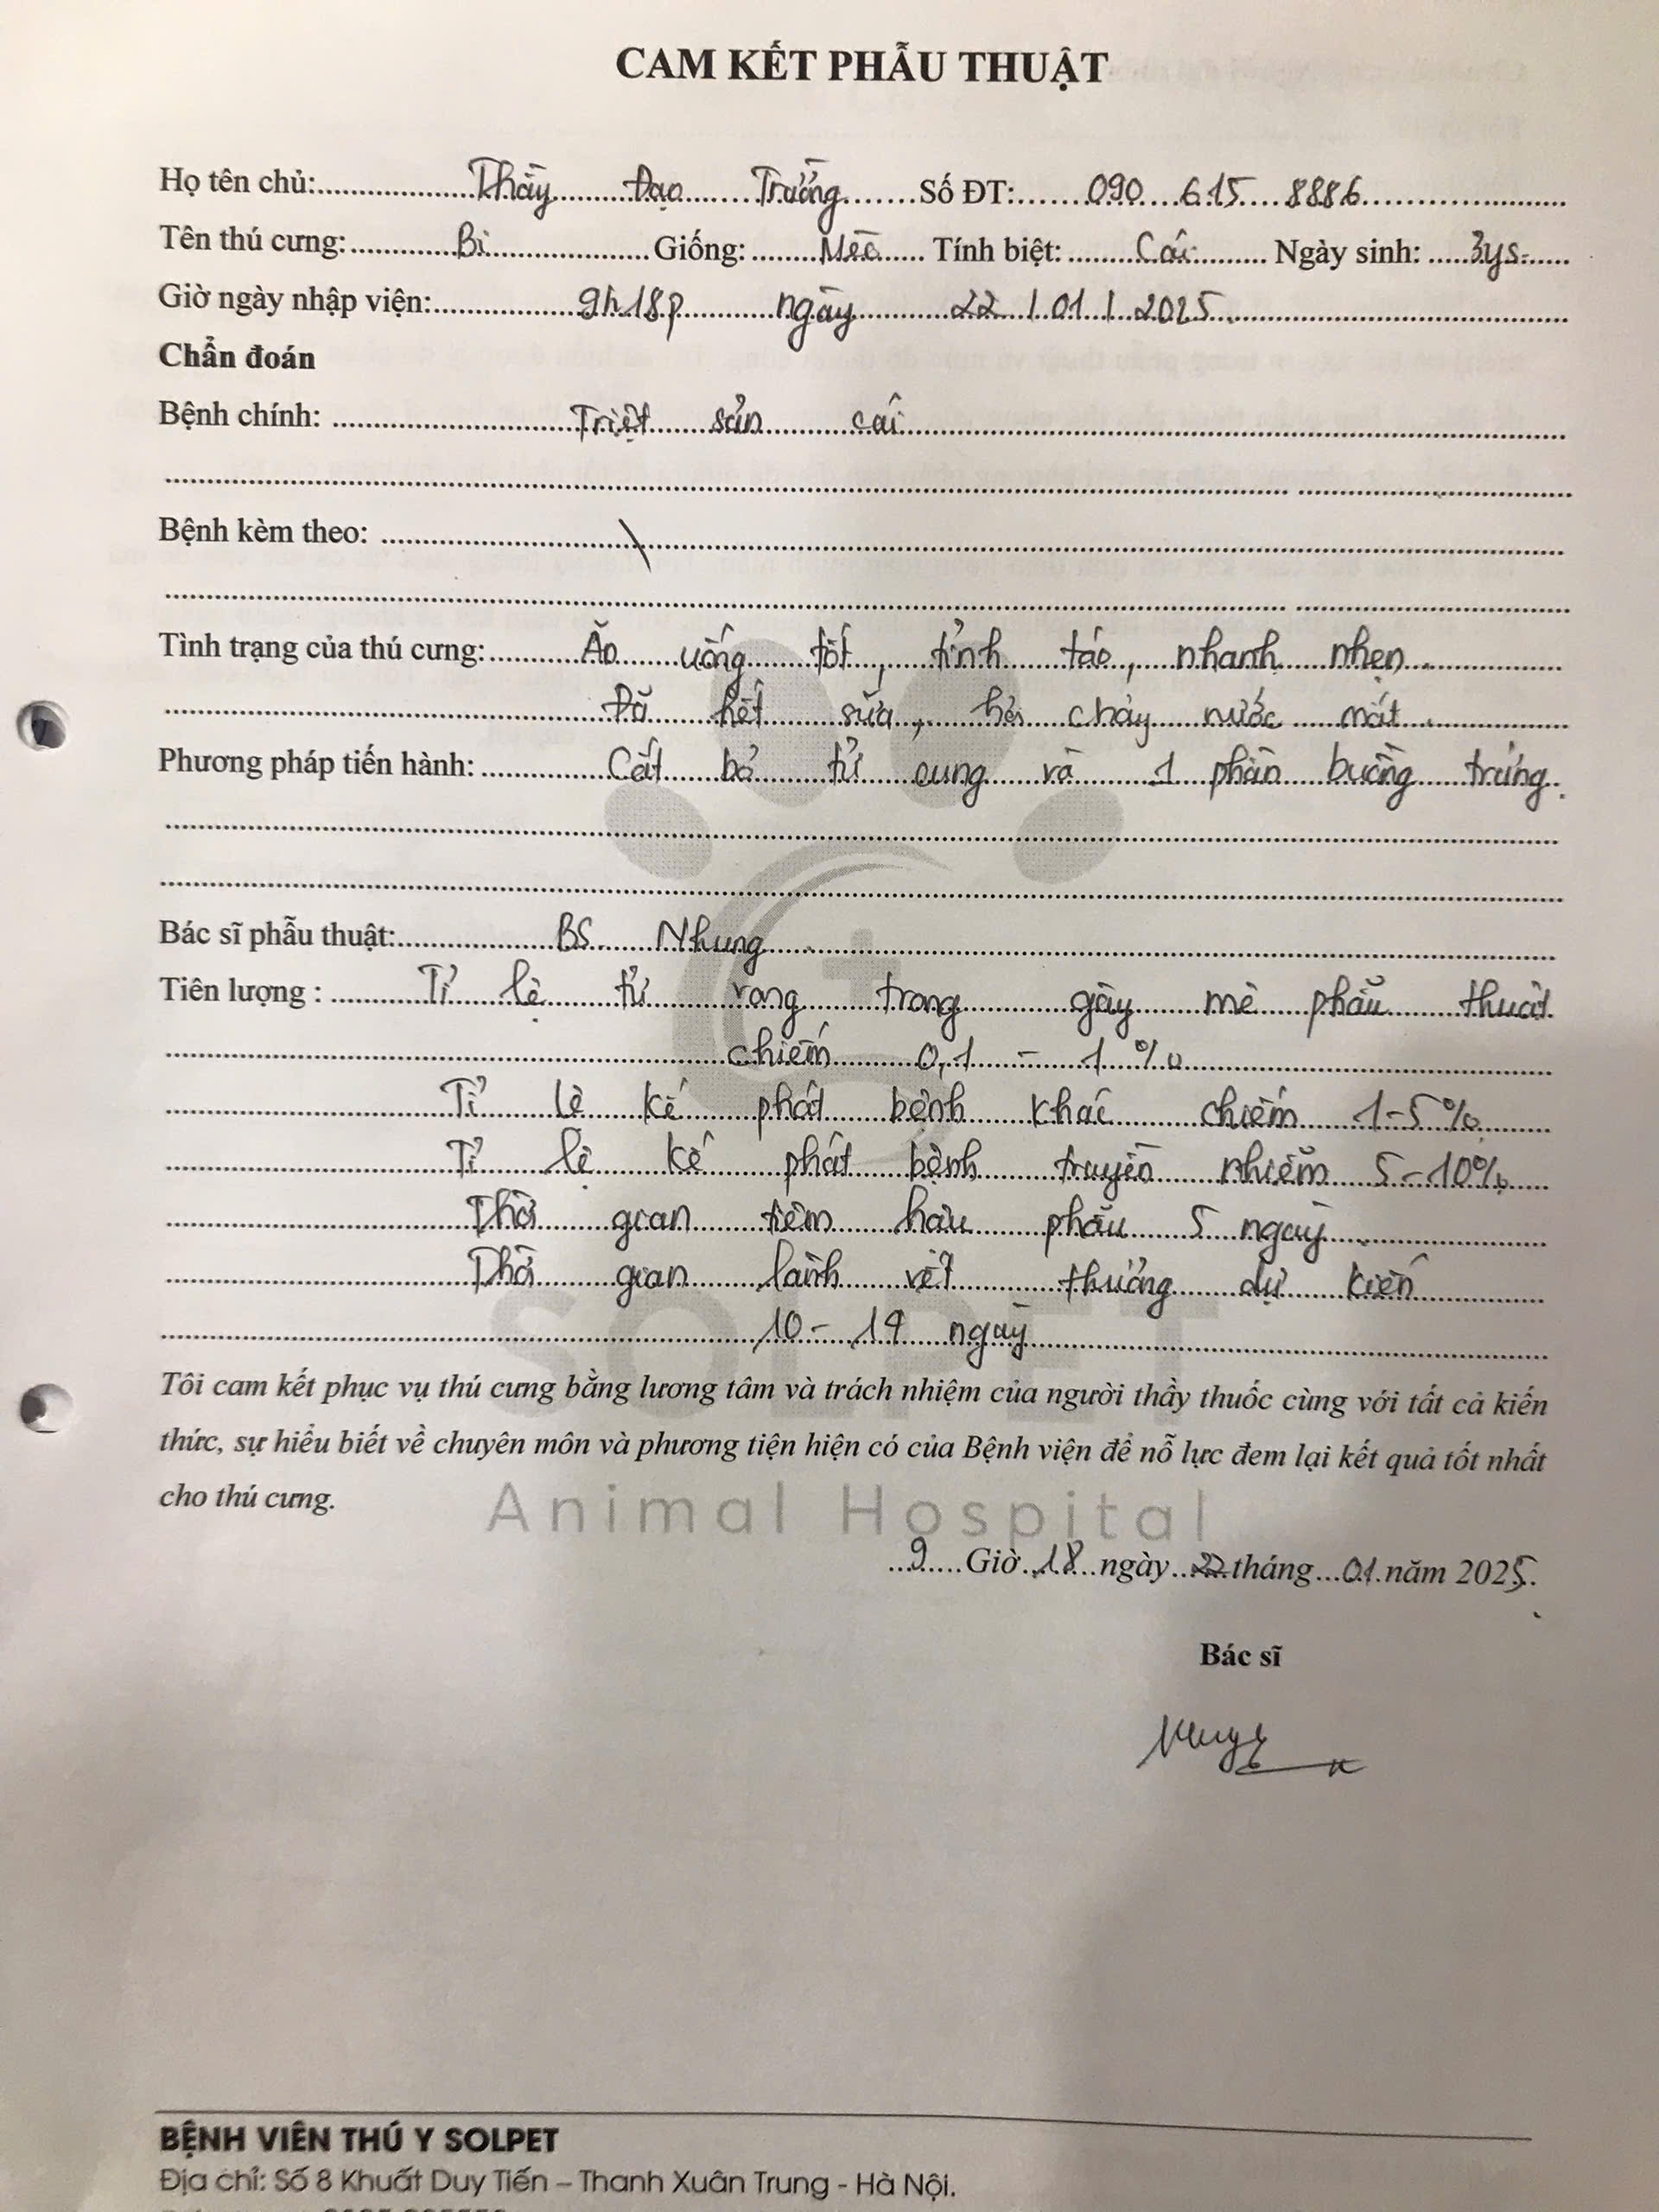 CAM KẾT PHẪU THUẬT
Họ tên chủ: Thầy Đạo Trưởng Số ĐT: 090 615 8886
Tên thú cưng: Bi Giống: Mèo Tính biệt: Cái Ngày sinh: 3ys
Giờ ngày nhập viện: 9h18p ngày 22/01/2025
Chẩn đoán
Bệnh chính: Triệt sản cái
Bệnh kèm theo: \
Tình trạng của thú cưng: Ăn uống tốt, tỉnh táo, nhanh nhẹn
Đã hết sữa, hơi chảy nước mắt
Phương pháp tiến hành: Cắt bỏ tử cung và 1 phần buồng trứng.
Bác sĩ phẫu thuật: BS Nhung
Tiên lượng : Tỉ lệ tử vong trong gây mê phẫu thuật
chiếm 0,1 - 1 %
Tỉ lệ kế phát bệnh khác chiếm 1-5%
Tỉ lệ kế phát bệnh truyền nhiễm 5-10%
Thời gian tiêm hậu phẫu 5 ngày
Thời gian lành vết thương dự kiến
10 - 14 ngày
SOLPET
Tôi cam kết phục vụ thú cưng bằng lương tâm và trách nhiệm của người thầy thuốc cùng với tất cả kiến
thức, sự hiểu biết về chuyên môn và phương tiện hiện có của Bệnh viện để nỗ lực đem lại kết quả tốt nhất
cho thú cưng.
Animal Hospital
9 Giờ 18 ngày 22 tháng 01 năm 2025
Bác sĩ
BỆNH VIÊN THÚ Y SOLPET
Địa chỉ: Số 8 Khuất Duy Tiến – Thanh Xuân Trung - Hà Nội.